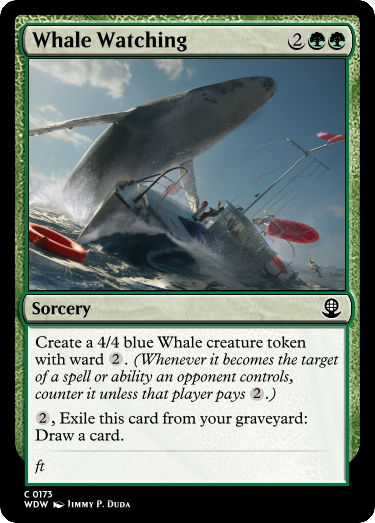 Whale Watching 2
Sorcery
Create a 4/4 blue Whale creature token
with ward 2. (Whenever it becomes the target
of a spell or ability an opponent controls,
counter it unless that player pays 2.)
2, Exile this card from your graveyard:
Draw a card.
ft
C 0173
WDW Jimmy P. Duda